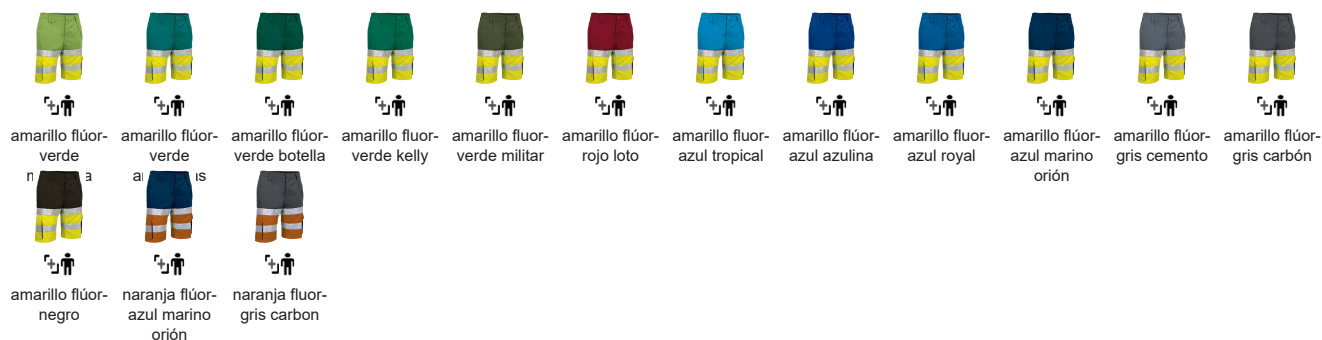 amarillo flúor-
verde
amarillo flúor-
verde
amarillo flúor-
verde botella
amarillo fluor-
verde kelly
amarillo flúor-
verde militar
amarillo flúor-
rojo loto
amarillo fluor-
azul tropical
amarillo flúor-
azul azulina
amarillo flúor-
azul royal
amarillo flúor-
azul marino
orión
amarillo flúor-
gris cemento
amarillo flúor-
gris carbón
amarillo flúor-
negro
naranja flúor-
azul marino
orión
naranja fluor-
gris carbon